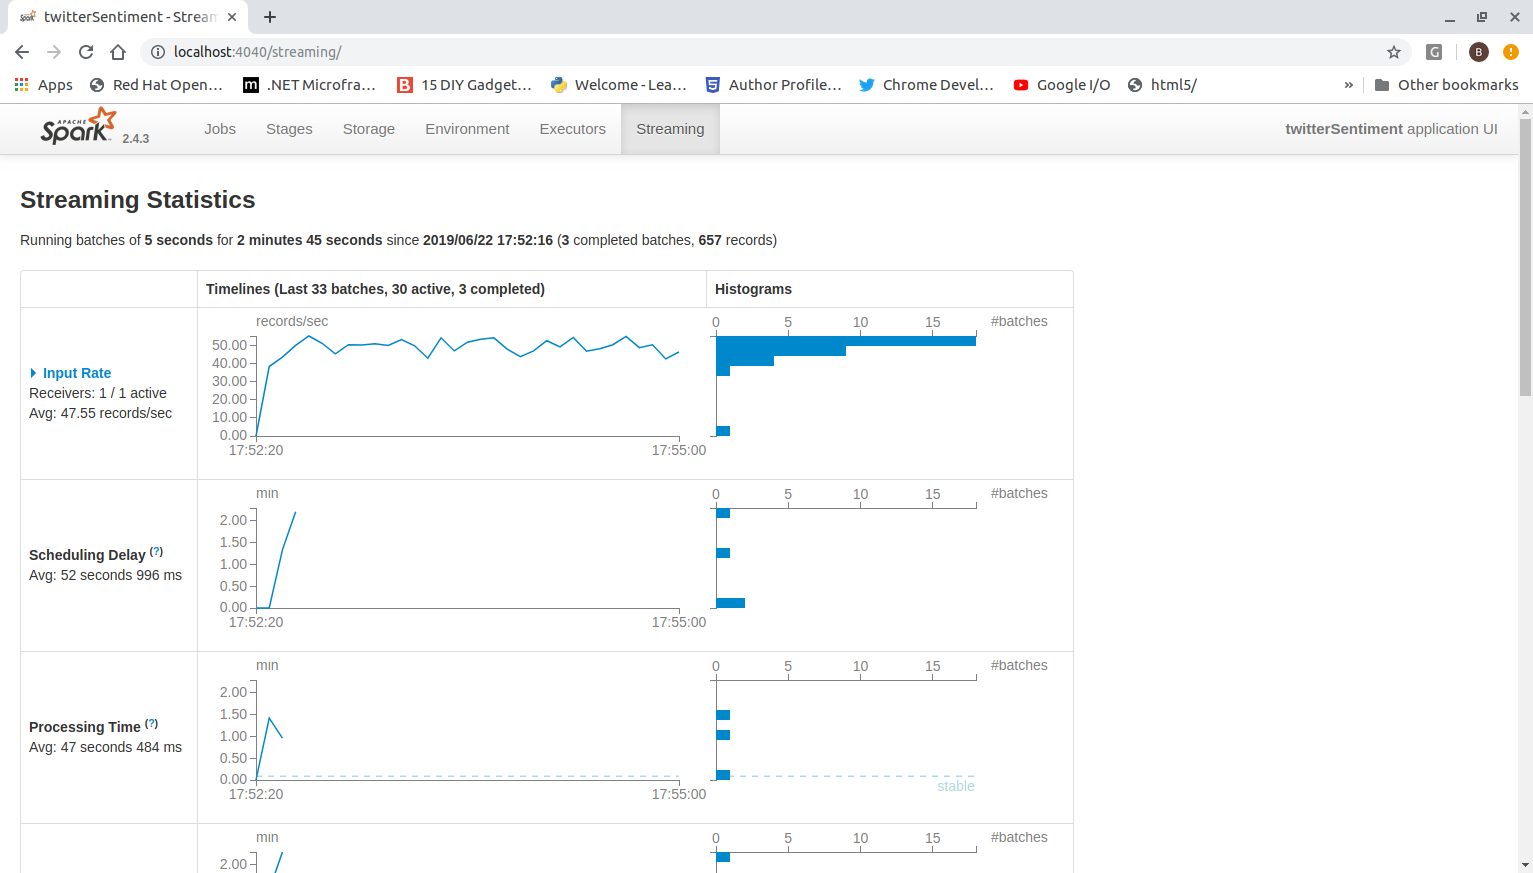 twitterSentiment - Stream
localhost:4040/streaming/
G
B
Apps
Red Hat Open…
m
.NET Microfra…
B
15 DIY Gadget…
Welcome - Lea…
5
Author Profile…
Chrome Devel…
Google I/O
html5/
»
Other bookmarks
APACHE
Spark
2.4.3
Jobs
Stages
Storage
Environment
Executors
Streaming
twitterSentiment application UI
Streaming Statistics
Running batches of 5 seconds for 2 minutes 45 seconds since 2019/06/22 17:52:16 (3 completed batches, 657 records)
Timelines (Last 33 batches, 30 active, 3 completed)
Histograms
Input Rate
Receivers: 1 / 1 active
Avg: 47.55 records/sec
records/sec
50.00
40.00
30.00
20.00
10.00
0.00
17:52:20
17:55:00
0 5 10 15 #batches
Scheduling Delay (?)
Avg: 52 seconds 996 ms
min
2.00
1.50
1.00
0.50
0.00
17:52:20
17:55:00
0 5 10 15 #batches
Processing Time (?)
Avg: 47 seconds 484 ms
min
2.00
1.50
1.00
0.50
0.00
17:52:20
17:55:00
0 5 10 15 #batches
stable
min
2.00
0 5 10 15 #batches